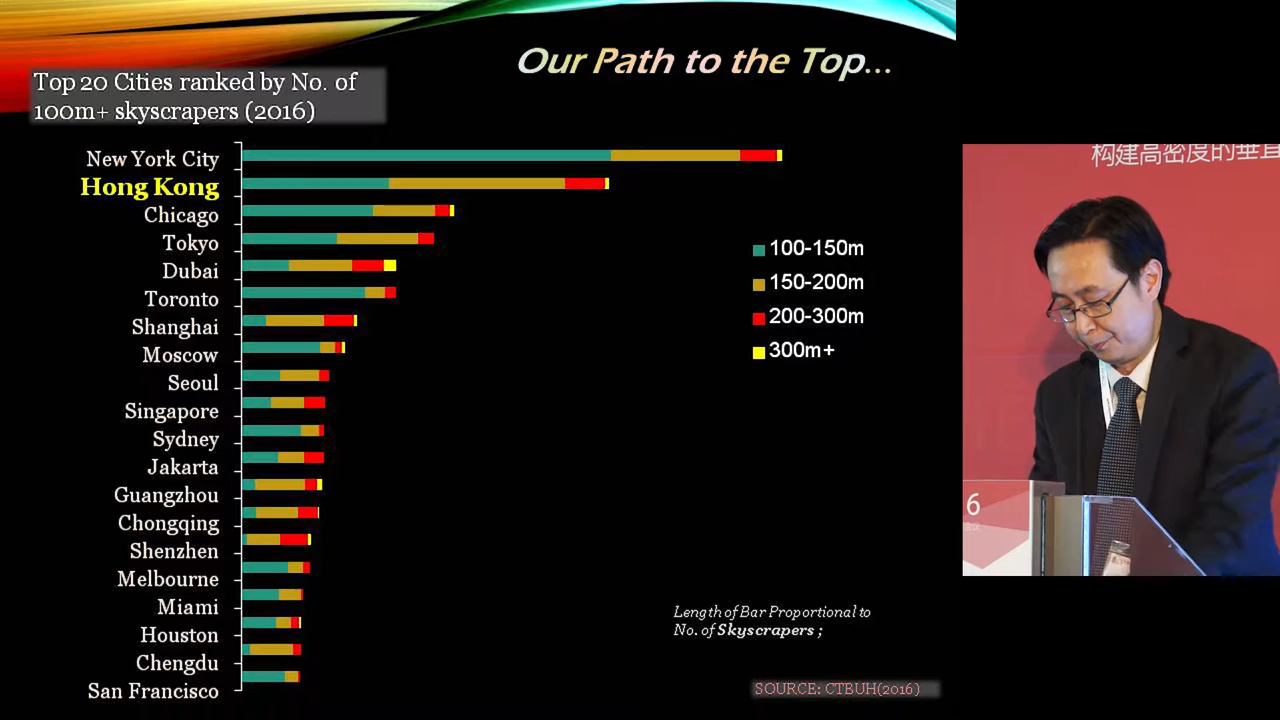 Our Path to the Top...
Top 20 Cities ranked by No. of
100m+ skyscrapers (2016)
New York City
Hong Kong
Chicago
Tokyo
Dubai
Toronto
Shanghai
Moscow
Seoul
Singapore
Sydney
Jakarta
Guangzhou
Chongqing
Shenzhen
Melbourne
Miami
Houston
Chengdu
San Francisco
100-150m
150-200m
200-300m
300m+
Length of Bar Proportional to
No. of Skyscrapers ;
SOURCE: CTBUH(2016)
构建高密度的垂直
6